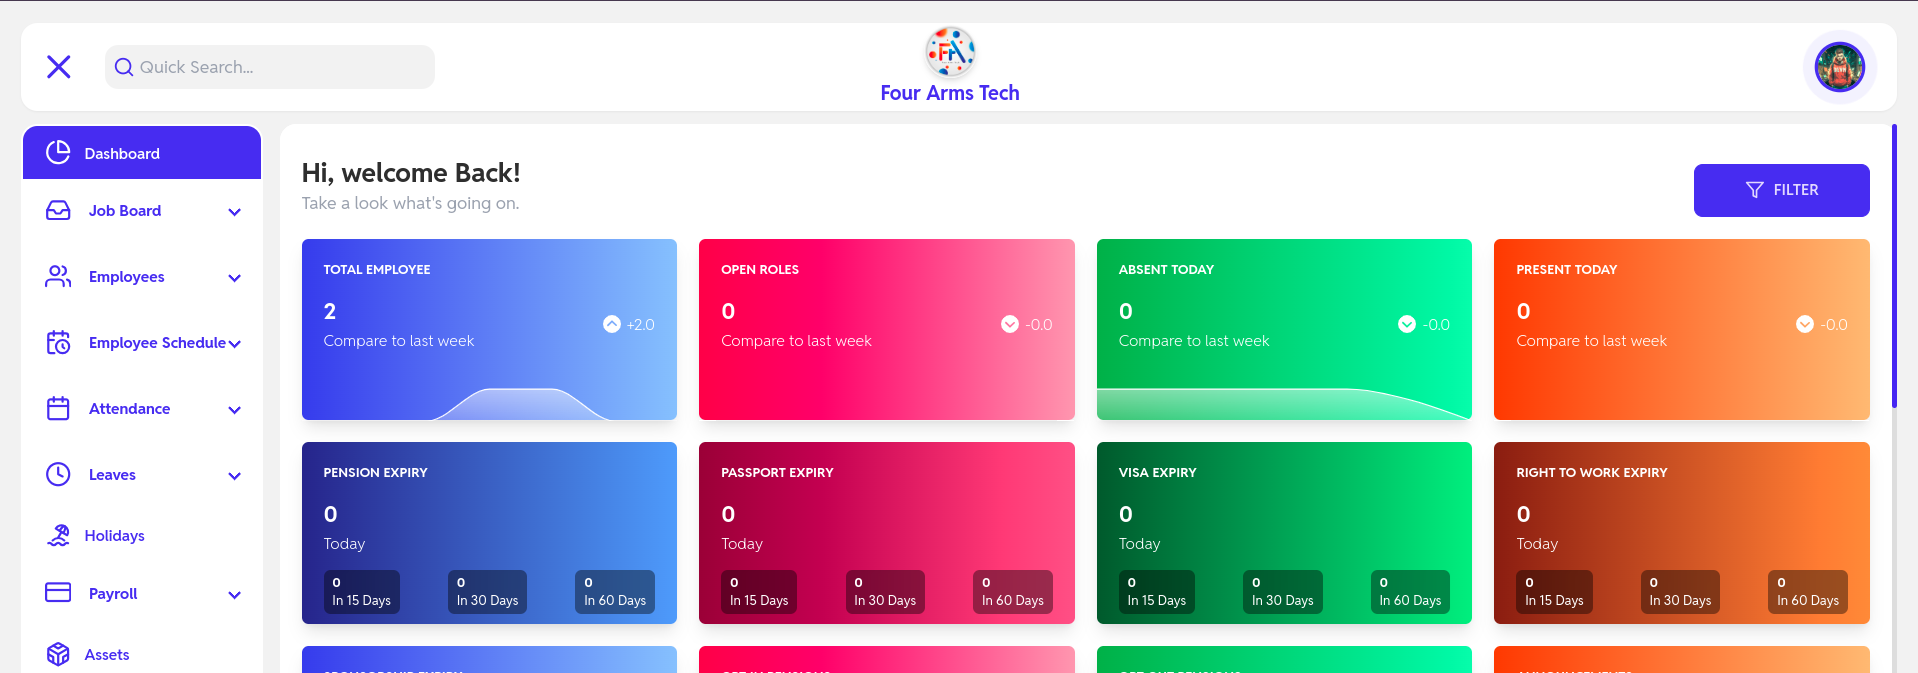 Quick Search...
Four Arms Tech
Dashboard
Job Board
Employees
Employee Schedule
Attendance
Leaves
Holidays
Payroll
Assets
Hi, welcome Back!
Take a look what's going on.
FILTER
TOTAL EMPLOYEE
2
Compare to last week
+2.0
OPEN ROLES
0
Compare to last week
-0.0
ABSENT TODAY
0
Compare to last week
-0.0
PRESENT TODAY
0
Compare to last week
-0.0
PENSION EXPIRY
0
Today
0
In 15 Days
0
In 30 Days
0
In 60 Days
PASSPORT EXPIRY
0
Today
0
In 15 Days
0
In 30 Days
0
In 60 Days
VISA EXPIRY
0
Today
0
In 15 Days
0
In 30 Days
0
In 60 Days
RIGHT TO WORK EXPIRY
0
Today
0
In 15 Days
0
In 30 Days
0
In 60 Days